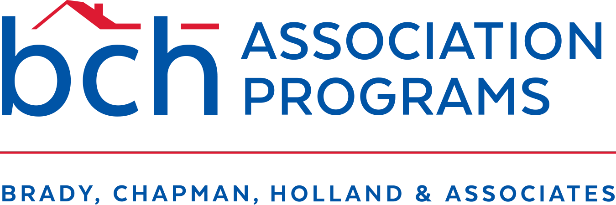 bch ASSOCIATION
PROGRAMS
BRADY, CHAPMAN, HOLLAND & ASSOCIATES